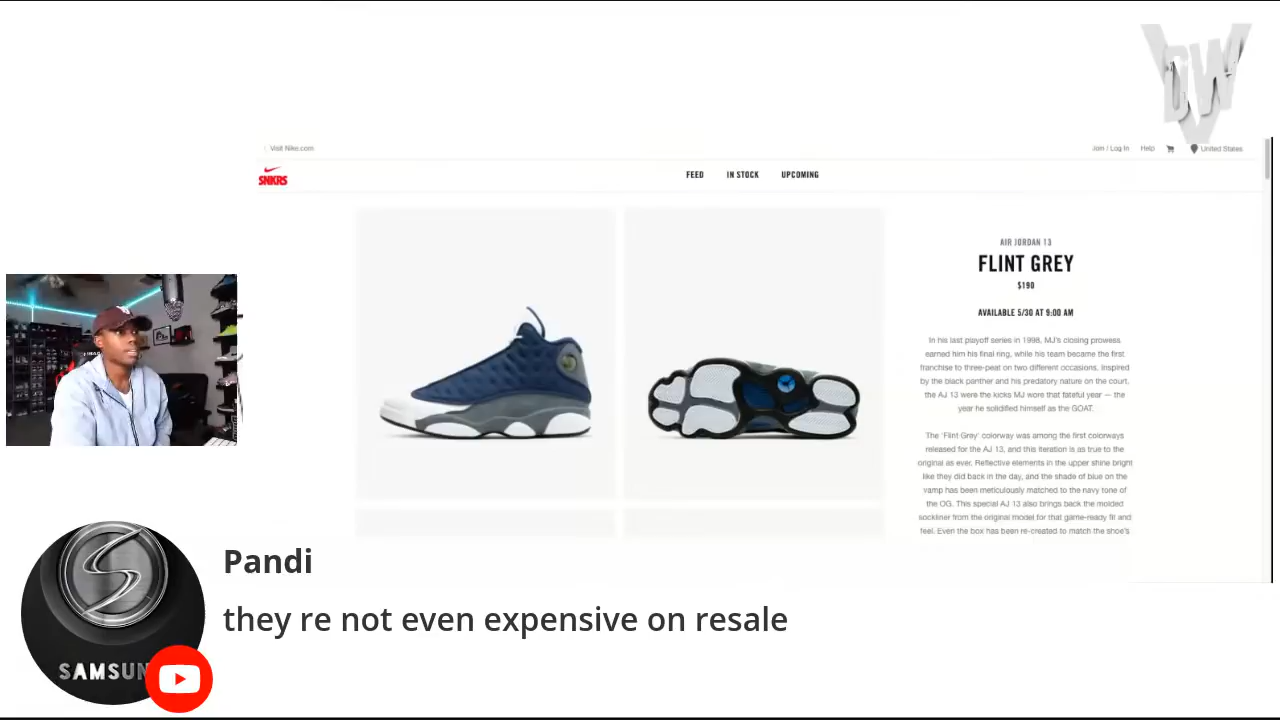 VDW
Visit Nike.com
Join / Log In
Help
United States
SNKRS
FEED
IN STOCK
UPCOMING
AIR JORDAN 13
FLINT GREY
$190
AVAILABLE 5/30 AT 9:00 AM
In his last playoff series in 1998, MJ's closing prowess
earned him his final ring, while his team became the first
franchise to three-peat on two different occasions. Inspired
by the black panther and his predatory nature on the court,
the AJ 13 were the kicks MJ wore that fateful year — the
year he solidified himself as the GOAT.
The 'Flint Grey' colorway was among the first colorways
released for the AJ 13, and this iteration is as true to the
original as ever. Reflective elements in the upper shine bright
like they did back in the day, and the shade of blue on the
vamp has been meticulously matched to the navy tone of
the OG. This special AJ 13 also brings back the molded
sockliner from the original model for that game-ready fit and
feel. Even the box has been re-created to match the shoe's
Pandi
they re not even expensive on resale
SAMSUN